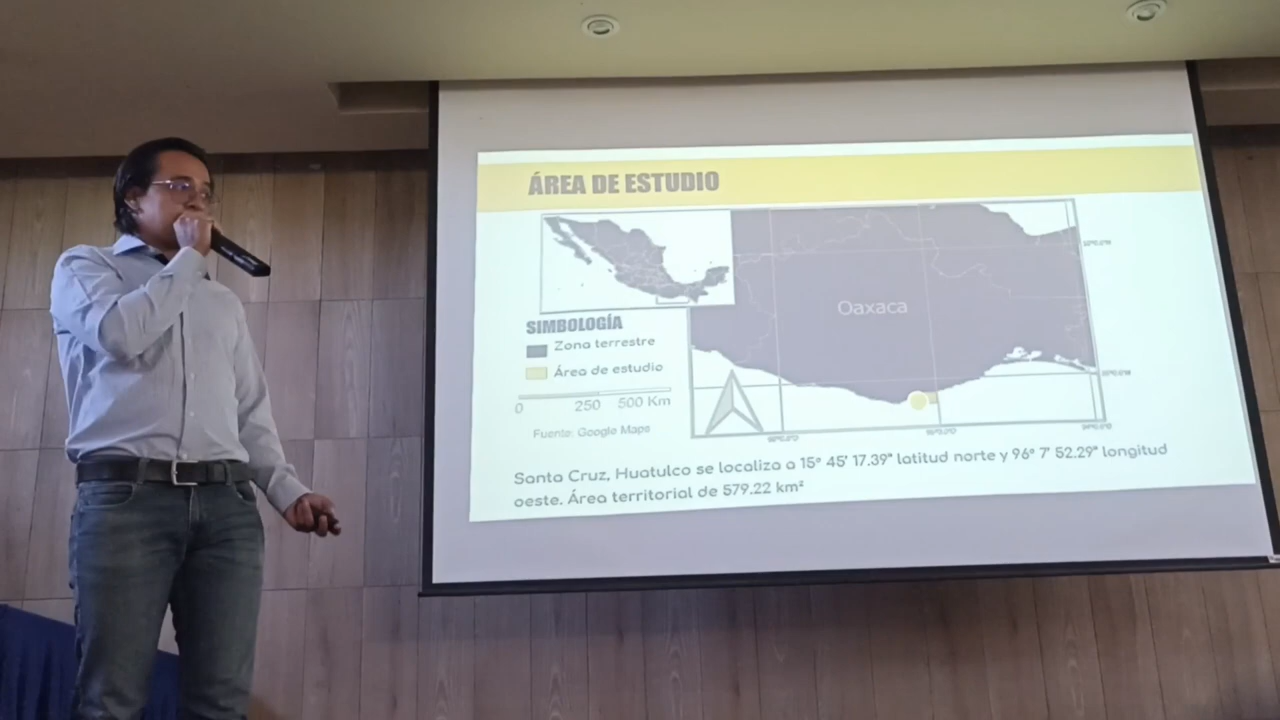 ÁREA DE ESTUDIO
Oaxaca
SIMBOLOGÍA
Zona terrestre
Área de estudio
0 250 500 Km
Fuente: Google Maps
Santa Cruz, Huatulco se localiza a 15° 45' 17.39" latitud norte y 96° 7' 52.29" longitud
oeste. Área territorial de 579.22 km²